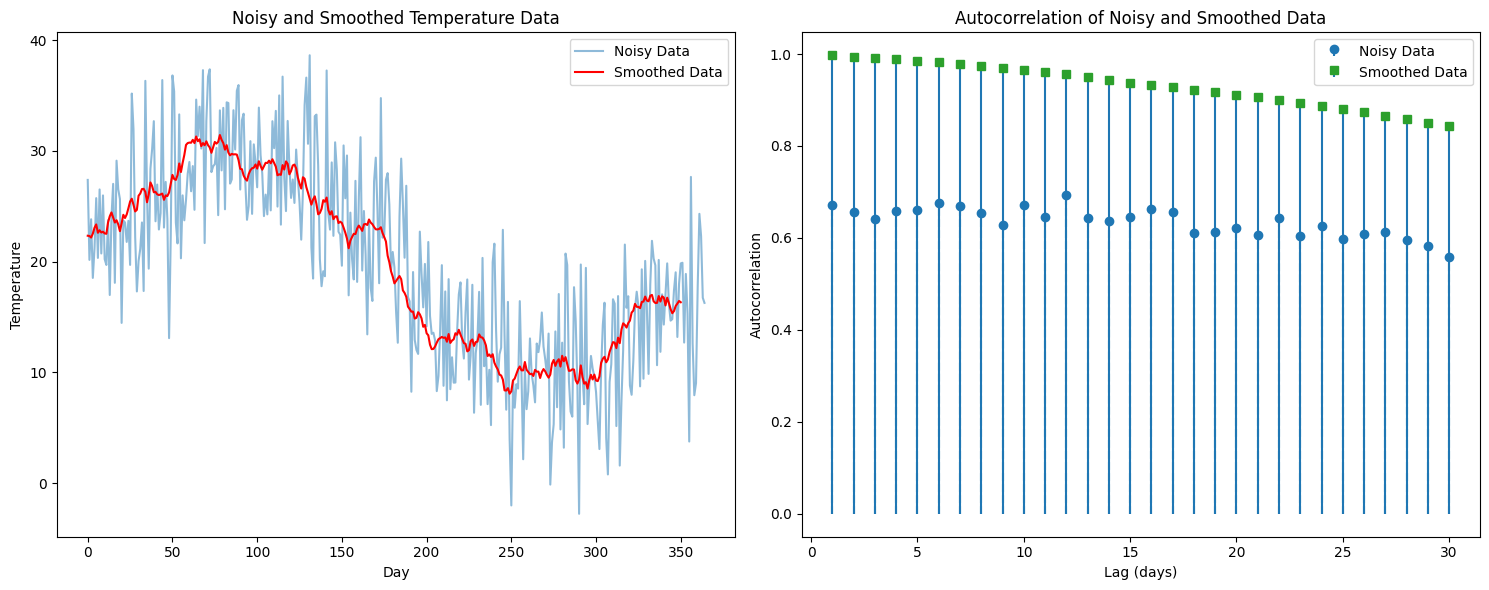 Noisy and Smoothed Temperature Data
Noisy Data
Smoothed Data
Temperature
40
30
20
10
0
0 50 100 150 200 250 300 350
Day
Autocorrelation of Noisy and Smoothed Data
Noisy Data
Smoothed Data
Autocorrelation
1.0
0.8
0.6
0.4
0.2
0.0
0 5 10 15 20 25 30
Lag (days)